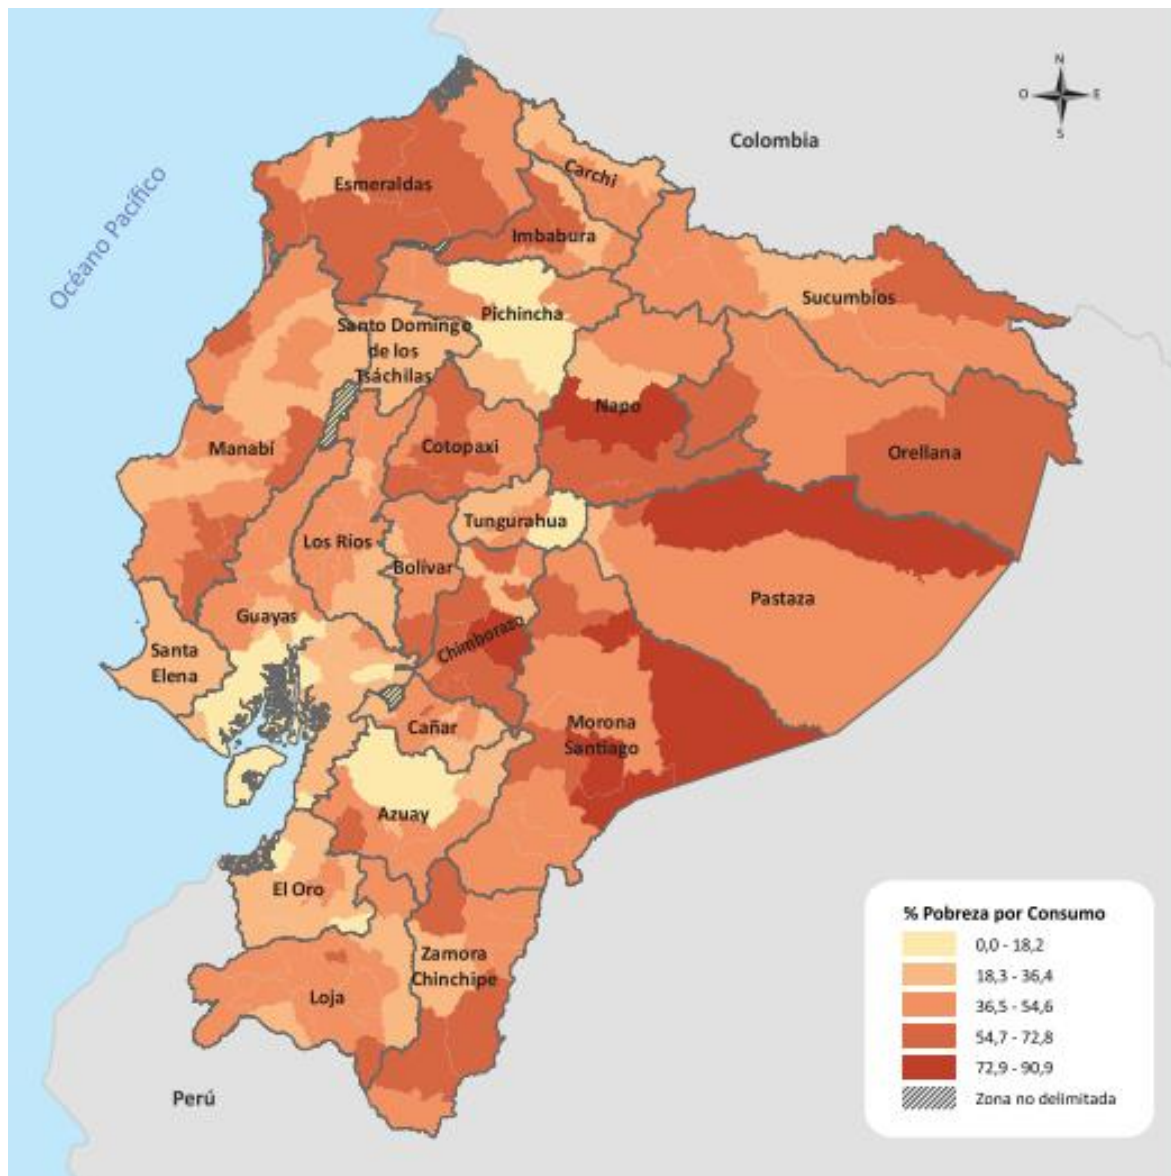 N
O
E
S
Colombia
Océano Pacífico
Carchi
Esmeraldas
Imbabura
Sucumbíos
Pichincha
Santo Domingo
de los
Tsáchilas
Napo
Manabí
Cotopaxi
Orellana
Tungurahua
Los Rios
Bolívar
Pastaza
Guayas
Chimborazo
Santa
Elena
Cañar
Morona
Santiago
Azuay
El Oro
Zamora
Chinchipe
Loja
Perú
% Pobreza por Consumo
0,0 - 18,2
18,3 - 36,4
36,5 - 54,6
54,7 - 72,8
72,9 - 90,9
Zona no delimitada